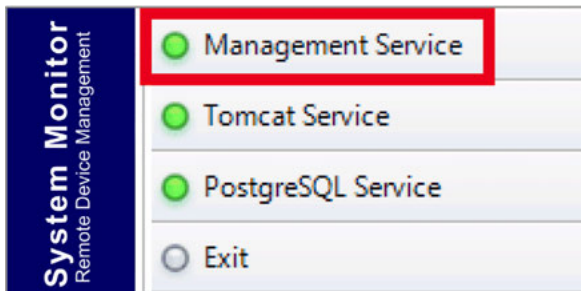 System Monitor
Remote Device Management
Management Service
Tomcat Service
PostgreSQL Service
Exit